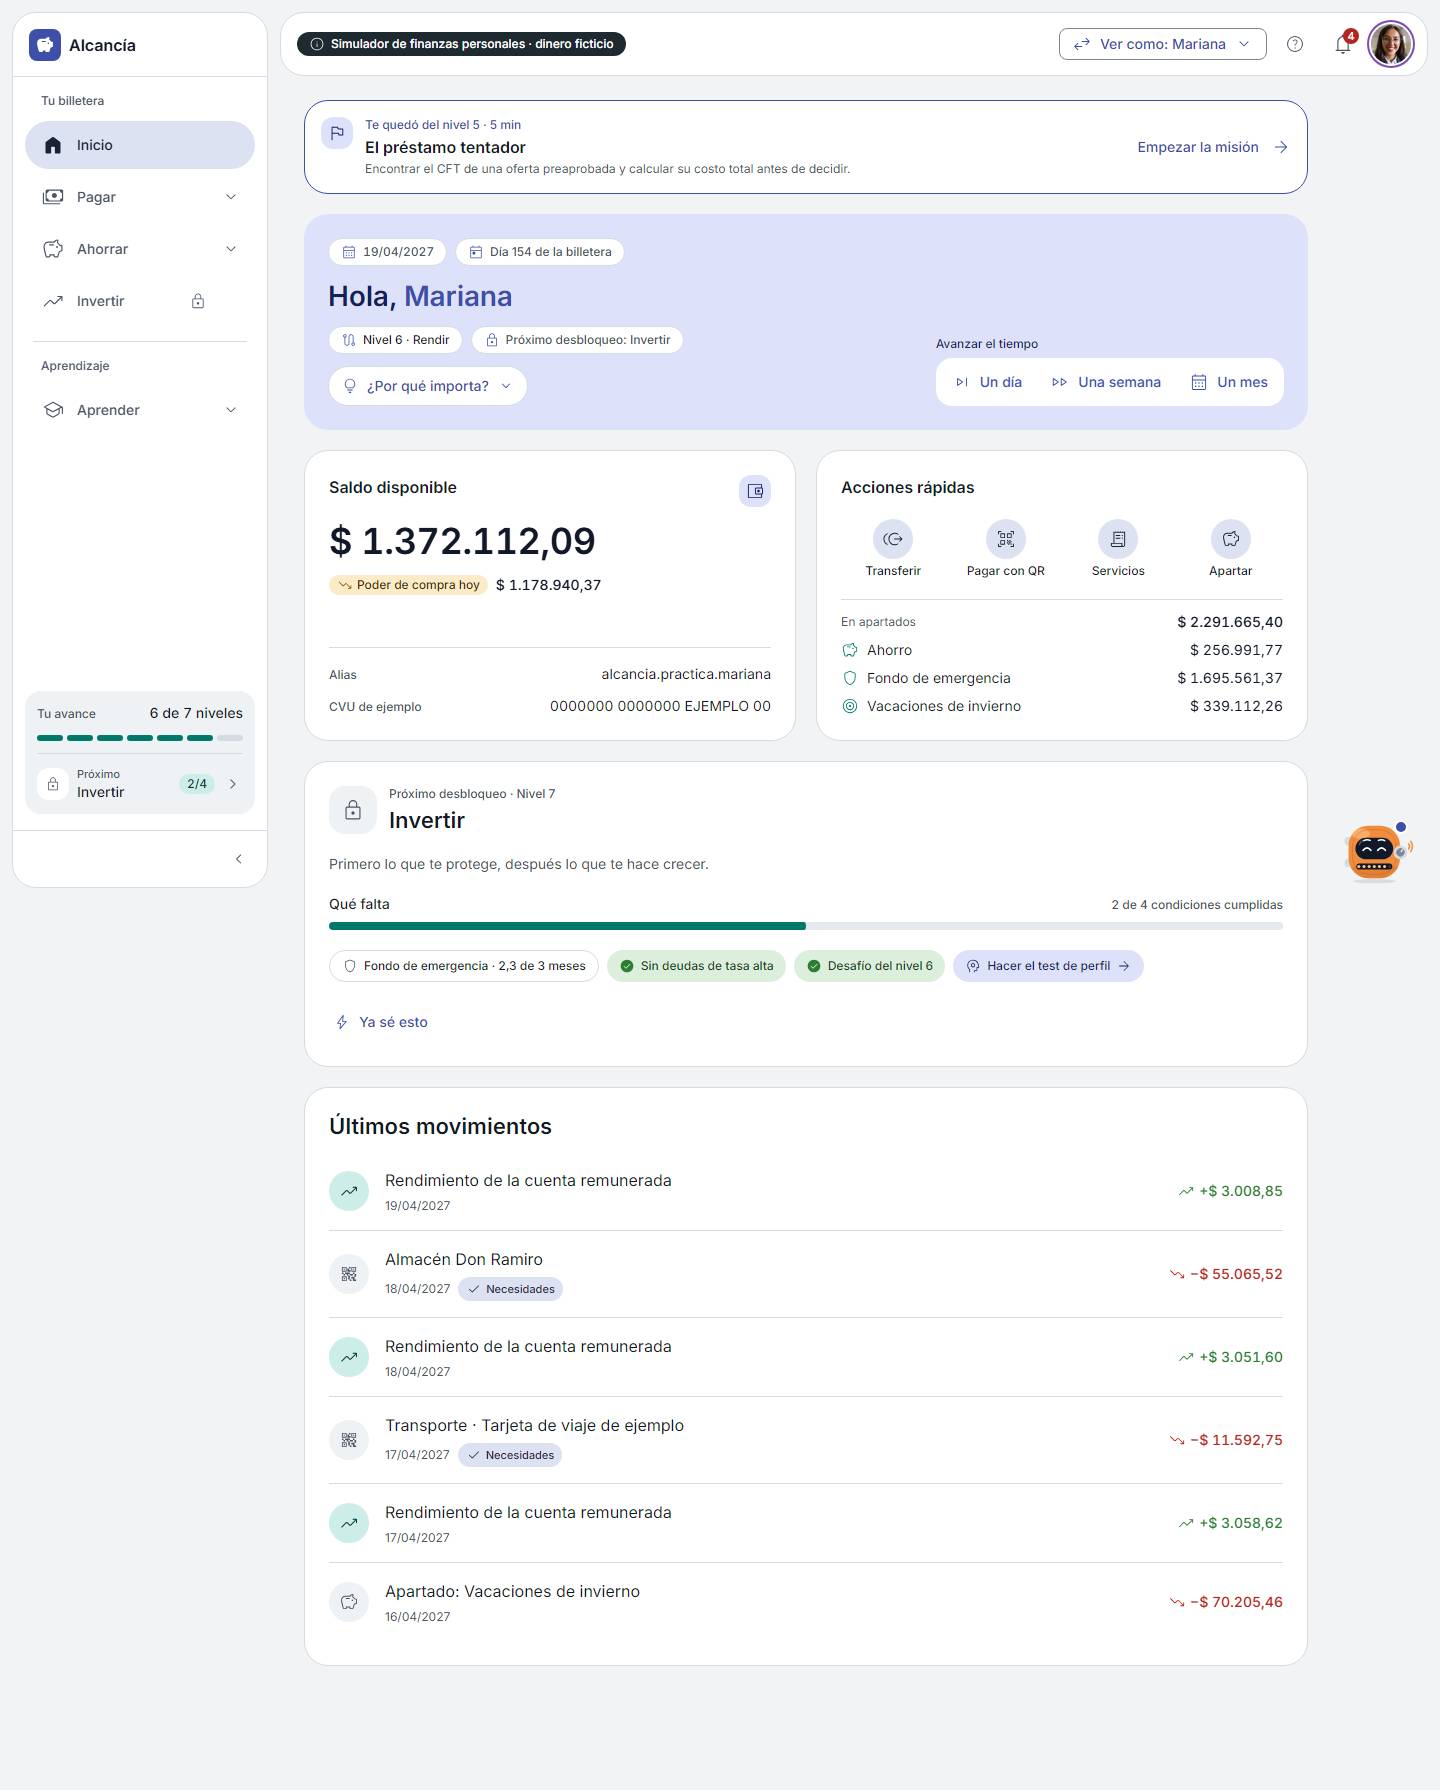 Alcancía
Tu billetera
Inicio
Pagar
Ahorrar
Invertir
Aprendizaje
Aprender
Tu avance
6 de 7 niveles
Próximo
Invertir
2/4
Simulador de finanzas personales · dinero ficticio
Ver como: Mariana
4
Te quedó del nivel 5 · 5 min
El préstamo tentador
Encontrar el CFT de una oferta preaprobada y calcular su costo total antes de decidir.
Empezar la misión
19/04/2027
Día 154 de la billetera
Hola, Mariana
Nivel 6 · Rendir
Próximo desbloqueo: Invertir
¿Por qué importa?
Avanzar el tiempo
Un día
Una semana
Un mes
Saldo disponible
$ 1.372.112,09
Poder de compra hoy
$ 1.178.940,37
Alias
alcancia.practica.mariana
CVU de ejemplo
0000000 0000000 EJEMPLO 00
Acciones rápidas
Transferir
Pagar con QR
Servicios
Apartar
En apartados
$ 2.291.665,40
Ahorro
$ 256.991,77
Fondo de emergencia
$ 1.695.561,37
Vacaciones de invierno
$ 339.112,26
Próximo desbloqueo · Nivel 7
Invertir
Primero lo que te protege, después lo que te hace crecer.
Qué falta
2 de 4 condiciones cumplidas
Fondo de emergencia · 2,3 de 3 meses
Sin deudas de tasa alta
Desafío del nivel 6
Hacer el test de perfil
Ya sé esto
Últimos movimientos
Rendimiento de la cuenta remunerada
19/04/2027
+$ 3.008,85
Almacén Don Ramiro
18/04/2027
Necesidades
−$ 55.065,52
Rendimiento de la cuenta remunerada
18/04/2027
+$ 3.051,60
Transporte · Tarjeta de viaje de ejemplo
17/04/2027
Necesidades
−$ 11.592,75
Rendimiento de la cuenta remunerada
17/04/2027
+$ 3.058,62
Apartado: Vacaciones de invierno
16/04/2027
−$ 70.205,46